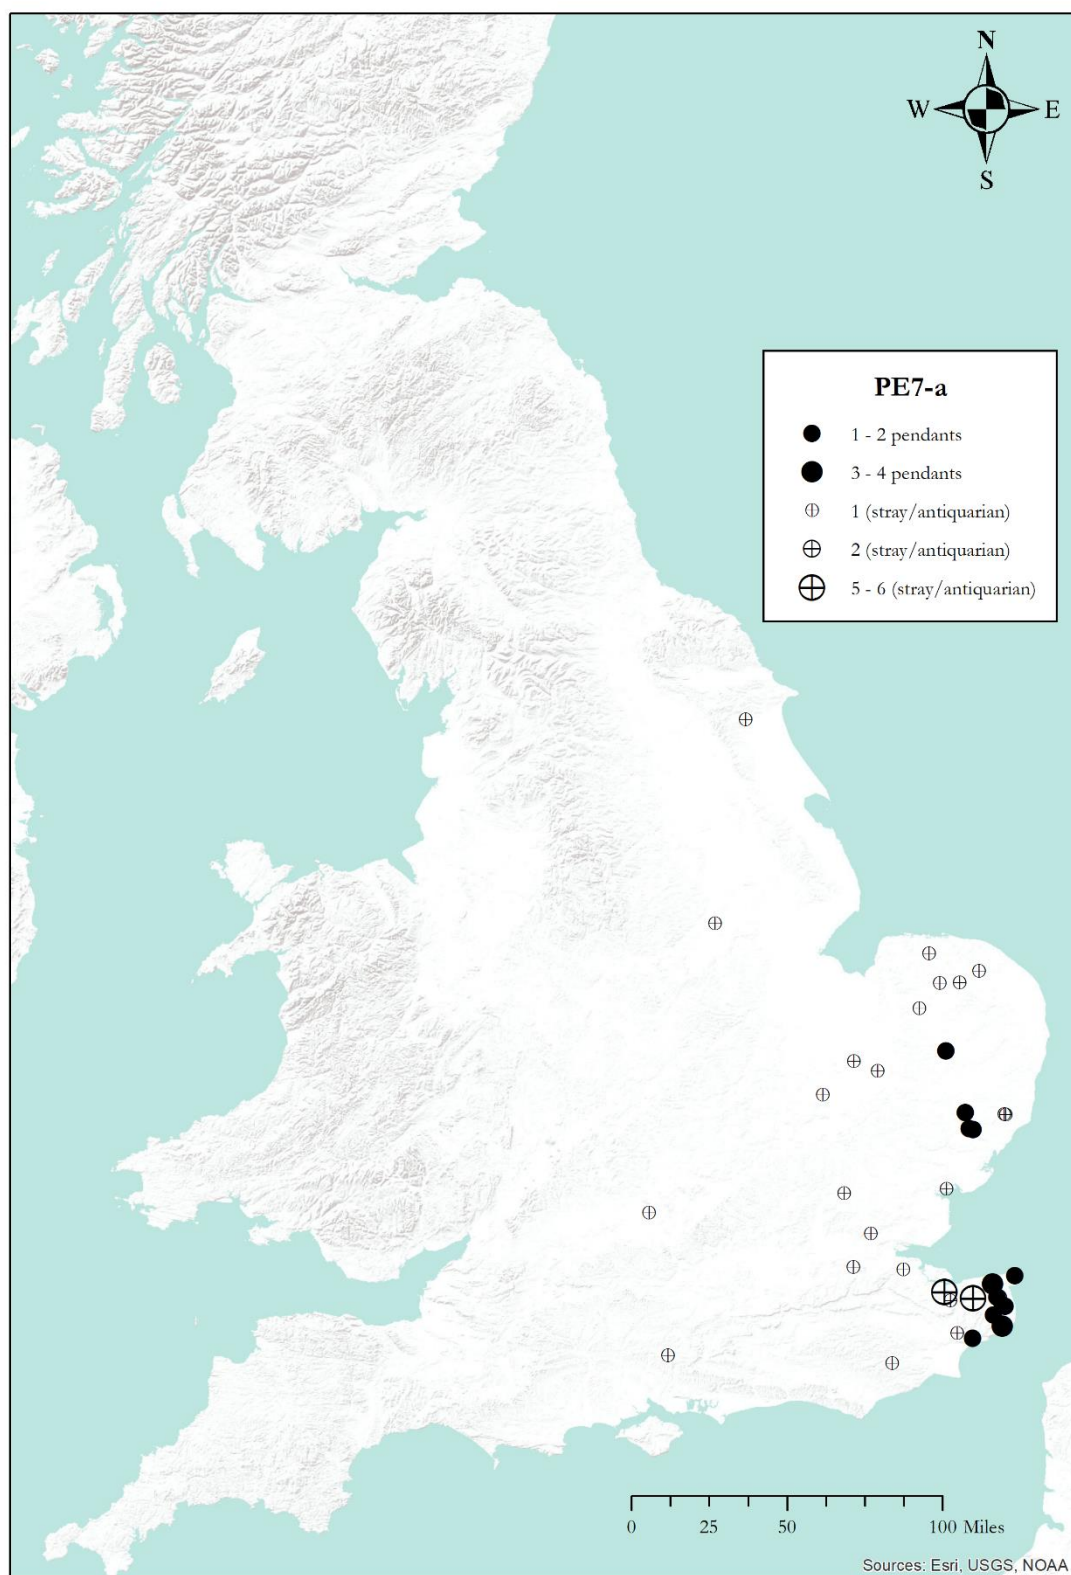 N
W E
S
PE7-a
1 - 2 pendants
3 - 4 pendants
1 (stray/antiquarian)
2 (stray/antiquarian)
5 - 6 (stray/antiquarian)
0 25 50 100 Miles
Sources: Esri, USGS, NOAA